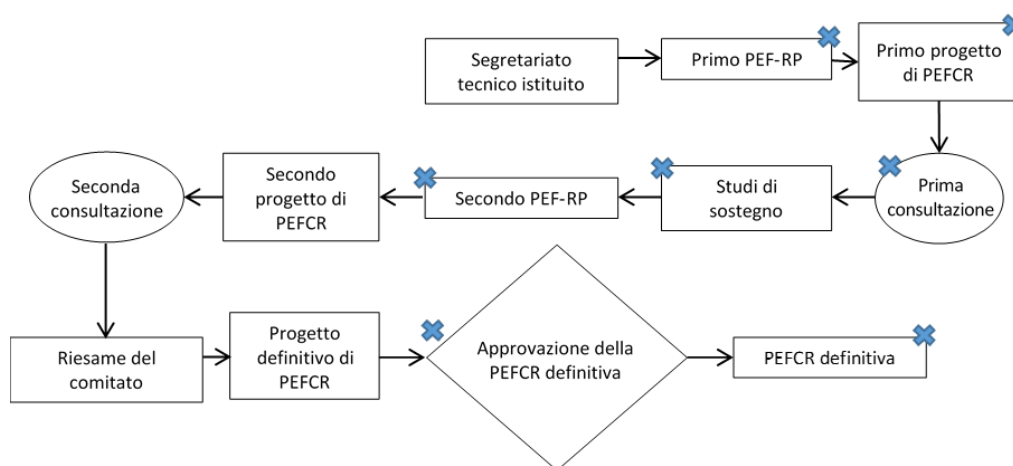 Segretariato
tecnico istituito
Primo PEF-RP
Primo progetto
di PEFCR
Prima
consultazione
Studi di
sostegno
Secondo PEF-RP
Secondo
progetto di
PEFCR
Seconda
consultazione
Riesame del
comitato
Progetto
definitivo di
PEFCR
Approvazione della
PEFCR definitiva
PEFCR definitiva